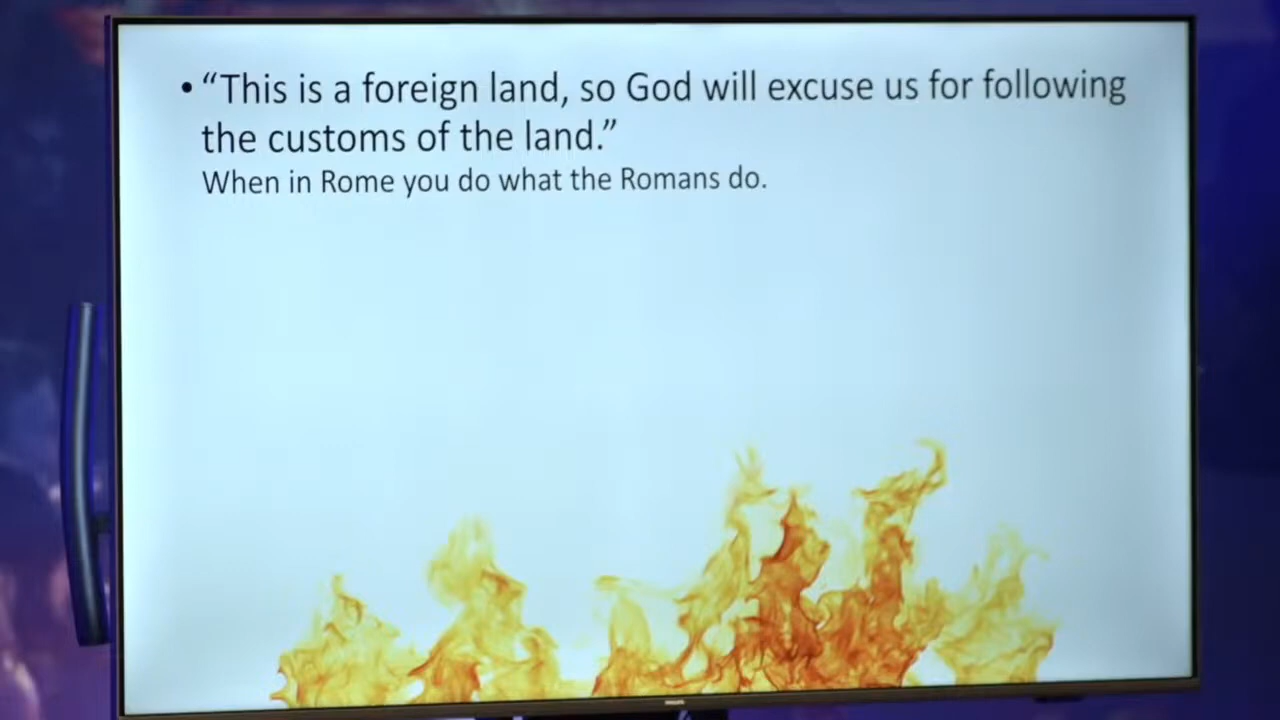 • “This is a foreign land, so God will excuse us for following
the customs of the land.”
When in Rome you do what the Romans do.
PHILIPS